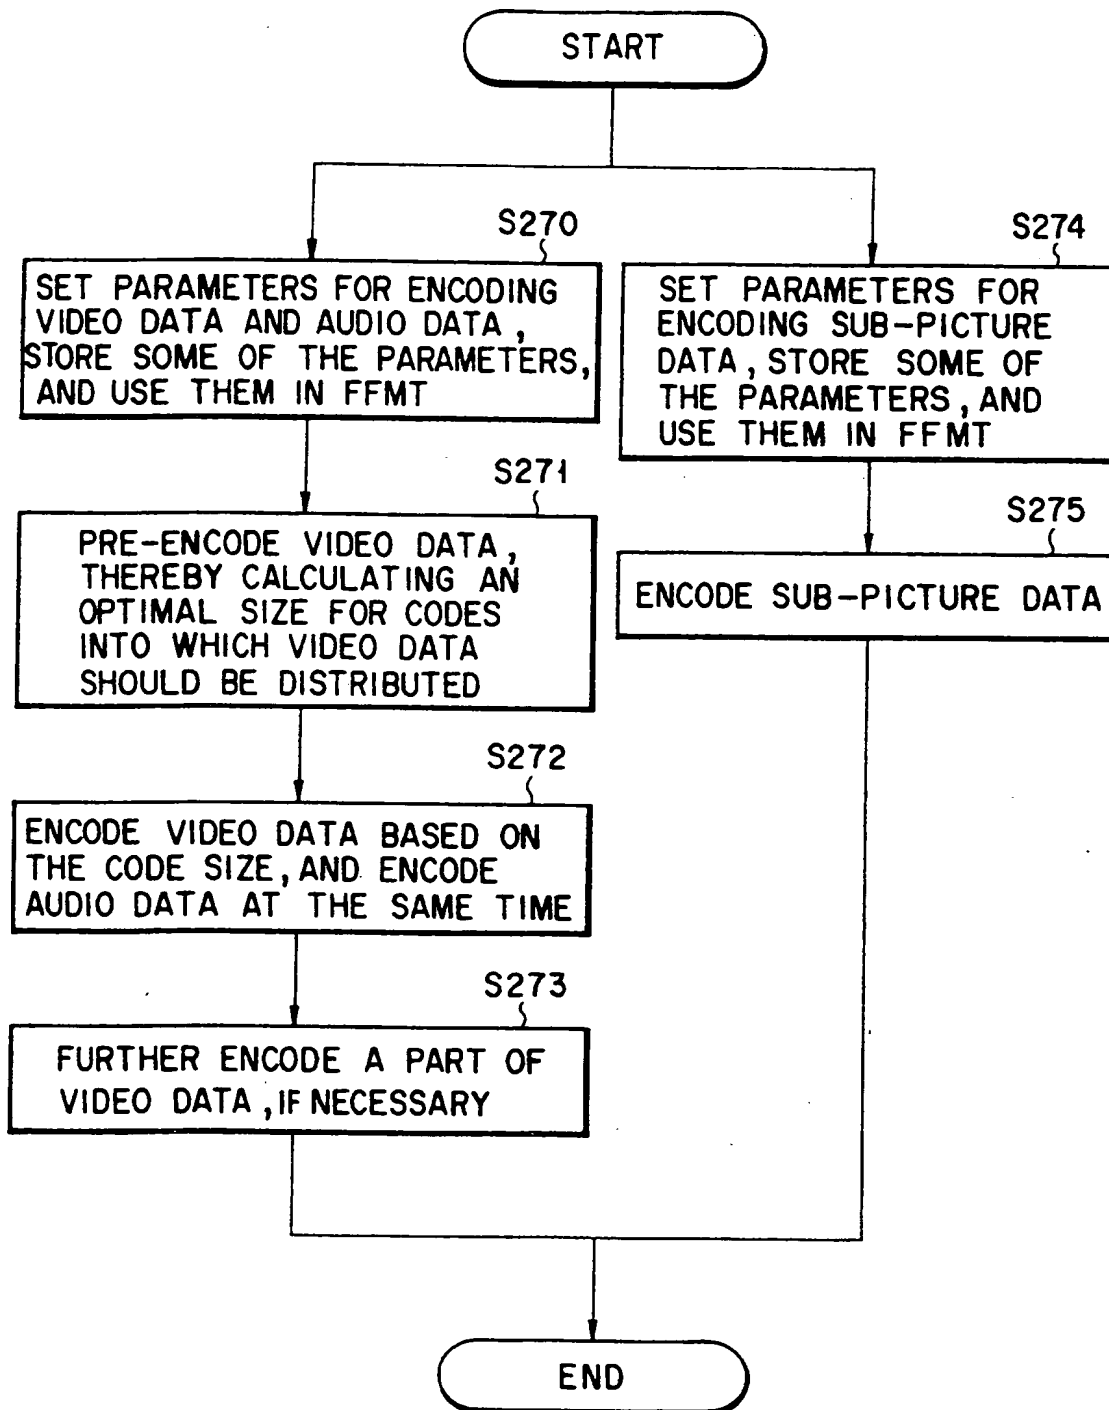 START
S270
SET PARAMETERS FOR ENCODING
VIDEO DATA AND AUDIO DATA,
STORE SOME OF THE PARAMETERS,
AND USE THEM IN FFMT
S271
PRE-ENCODE VIDEO DATA,
THEREBY CALCULATING AN
OPTIMAL SIZE FOR CODES
INTO WHICH VIDEO DATA
SHOULD BE DISTRIBUTED
S272
ENCODE VIDEO DATA BASED ON
THE CODE SIZE, AND ENCODE
AUDIO DATA AT THE SAME TIME
S273
FURTHER ENCODE A PART OF
VIDEO DATA, IF NECESSARY
S274
SET PARAMETERS FOR
ENCODING SUB-PICTURE
DATA, STORE SOME OF
THE PARAMETERS, AND
USE THEM IN FFMT
S275
ENCODE SUB-PICTURE DATA
END